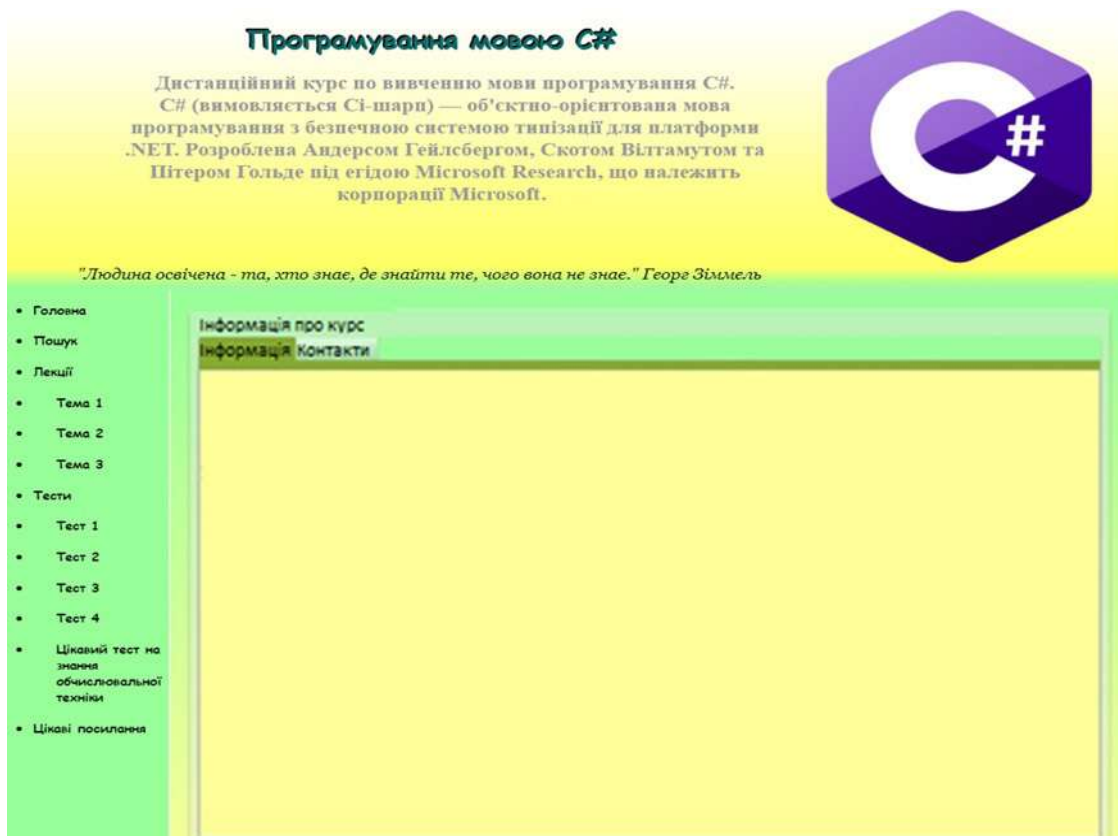 Програмування мовою C#
Дистанційний курс по вивченню мови програмування C#.
C# (вимовляється Сі-шарп) — об'єктно-орієнтована мова
програмування з безпечною системою типізації для платформи
.NET. Розроблена Андерсом Гейлсбергом, Скотом Вілтамутом та
Пітером Гольде під егідою Microsoft Research, що належить
корпорації Microsoft.
C#
"Людина освічена - та, хто знає, де знайти те, чого вона не знає." Георг Зіммель
• Головна
• Пошук
• Лекції
• Тема 1
• Тема 2
• Тема 3
• Тести
• Тест 1
• Тест 2
• Тест 3
• Тест 4
• Цікавий тест на
знання
обчислювальної
техніки
• Цікаві посилання
Інформація про курс
Інформація Контакти